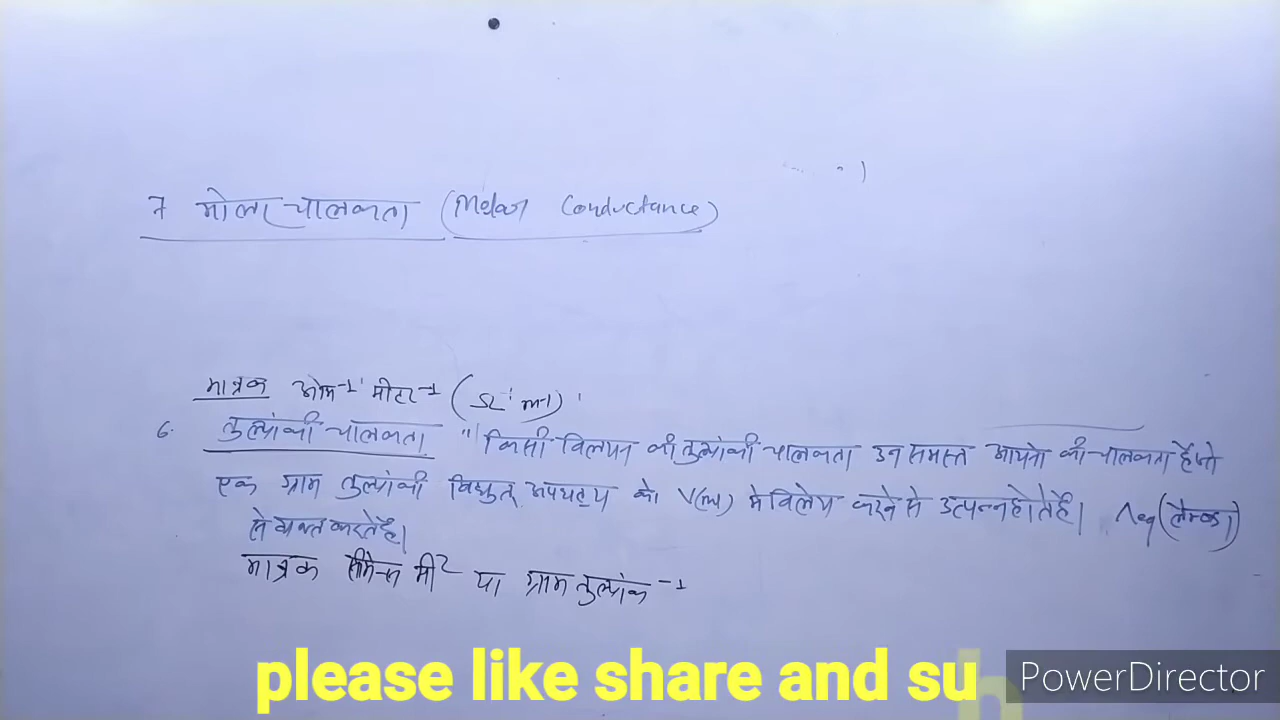 7 मोलर चालकता (Molar Conductance)
मात्रक ओम⁻¹ मीटर⁻¹ (Ω⁻¹ m⁻¹)
6. तुल्यांकी चालकता "किसी विलयन की तुल्यांकी चालकता उन समस्त आयनो की चालकता है जो
एक ग्राम तुल्यांकी विद्युत् अपघट्य को V(ml) मे विलेय करने से उत्पन्न होते है। Λeq (लैम्डा)
से व्यक्त करते है।
मात्रक सीमेन्स मी² या ग्राम तुल्यांक⁻¹
please like share and su
PowerDirector